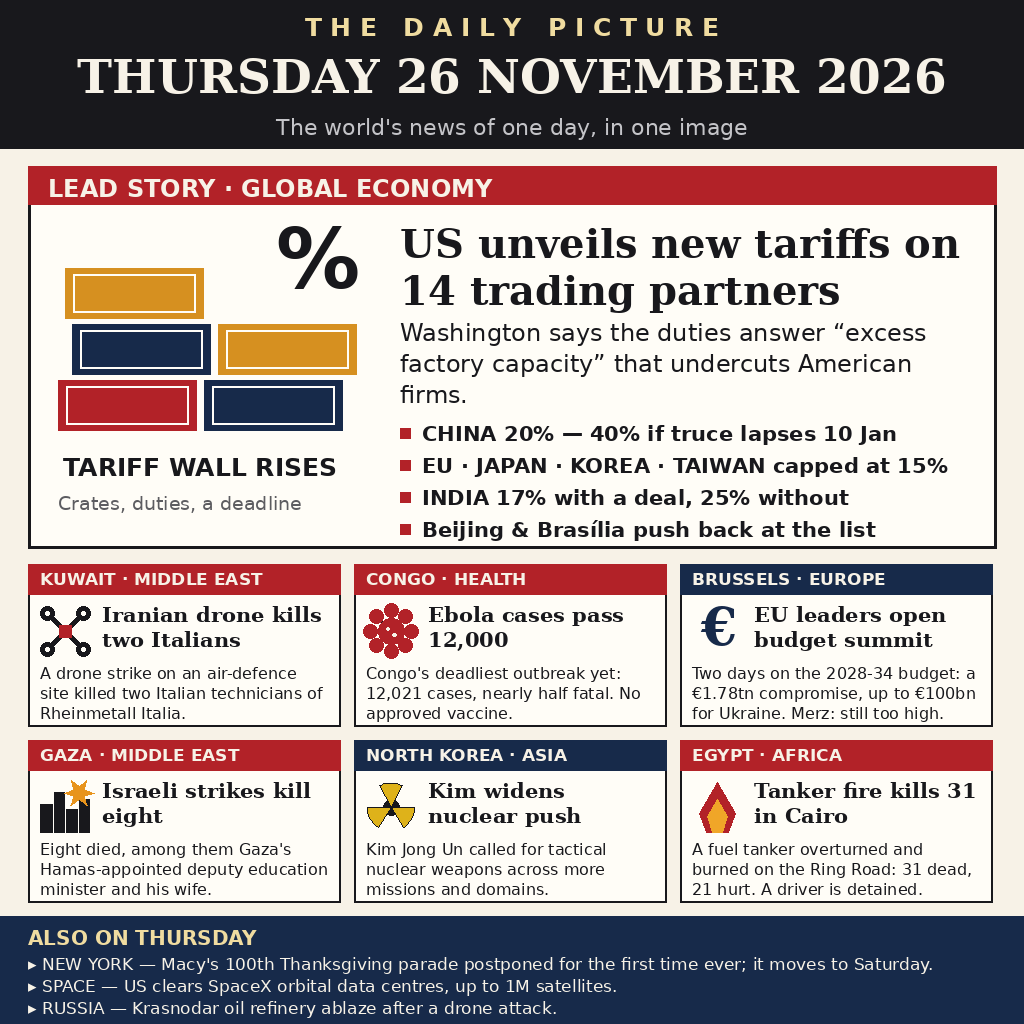 THE DAILY PICTURE
THURSDAY 26 NOVEMBER 2026
The world's news of one day, in one image
LEAD STORY · GLOBAL ECONOMY
%
TARIFF WALL RISES
Crates, duties, a deadline
US unveils new tariffs on
14 trading partners
Washington says the duties answer “excess
factory capacity” that undercuts American
firms.
CHINA 20% — 40% if truce lapses 10 Jan
EU · JAPAN · KOREA · TAIWAN capped at 15%
INDIA 17% with a deal, 25% without
Beijing & Brasília push back at the list
KUWAIT · MIDDLE EAST
Iranian drone kills
two Italians
A drone strike on an air-defence
site killed two Italian technicians of
Rheinmetall Italia.
CONGO · HEALTH
Ebola cases pass
12,000
Congo's deadliest outbreak yet:
12,021 cases, nearly half fatal. No
approved vaccine.
BRUSSELS · EUROPE
€
EU leaders open
budget summit
Two days on the 2028-34 budget: a
€1.78tn compromise, up to €100bn
for Ukraine. Merz: still too high.
GAZA · MIDDLE EAST
Israeli strikes kill
eight
Eight died, among them Gaza's
Hamas-appointed deputy education
minister and his wife.
NORTH KOREA · ASIA
Kim widens
nuclear push
Kim Jong Un called for tactical
nuclear weapons across more
missions and domains.
EGYPT · AFRICA
Tanker fire kills 31
in Cairo
A fuel tanker overturned and
burned on the Ring Road: 31 dead,
21 hurt. A driver is detained.
ALSO ON THURSDAY
▸ NEW YORK — Macy's 100th Thanksgiving parade postponed for the first time ever; it moves to Saturday.
▸ SPACE — US clears SpaceX orbital data centres, up to 1M satellites.
▸ RUSSIA — Krasnodar oil refinery ablaze after a drone attack.